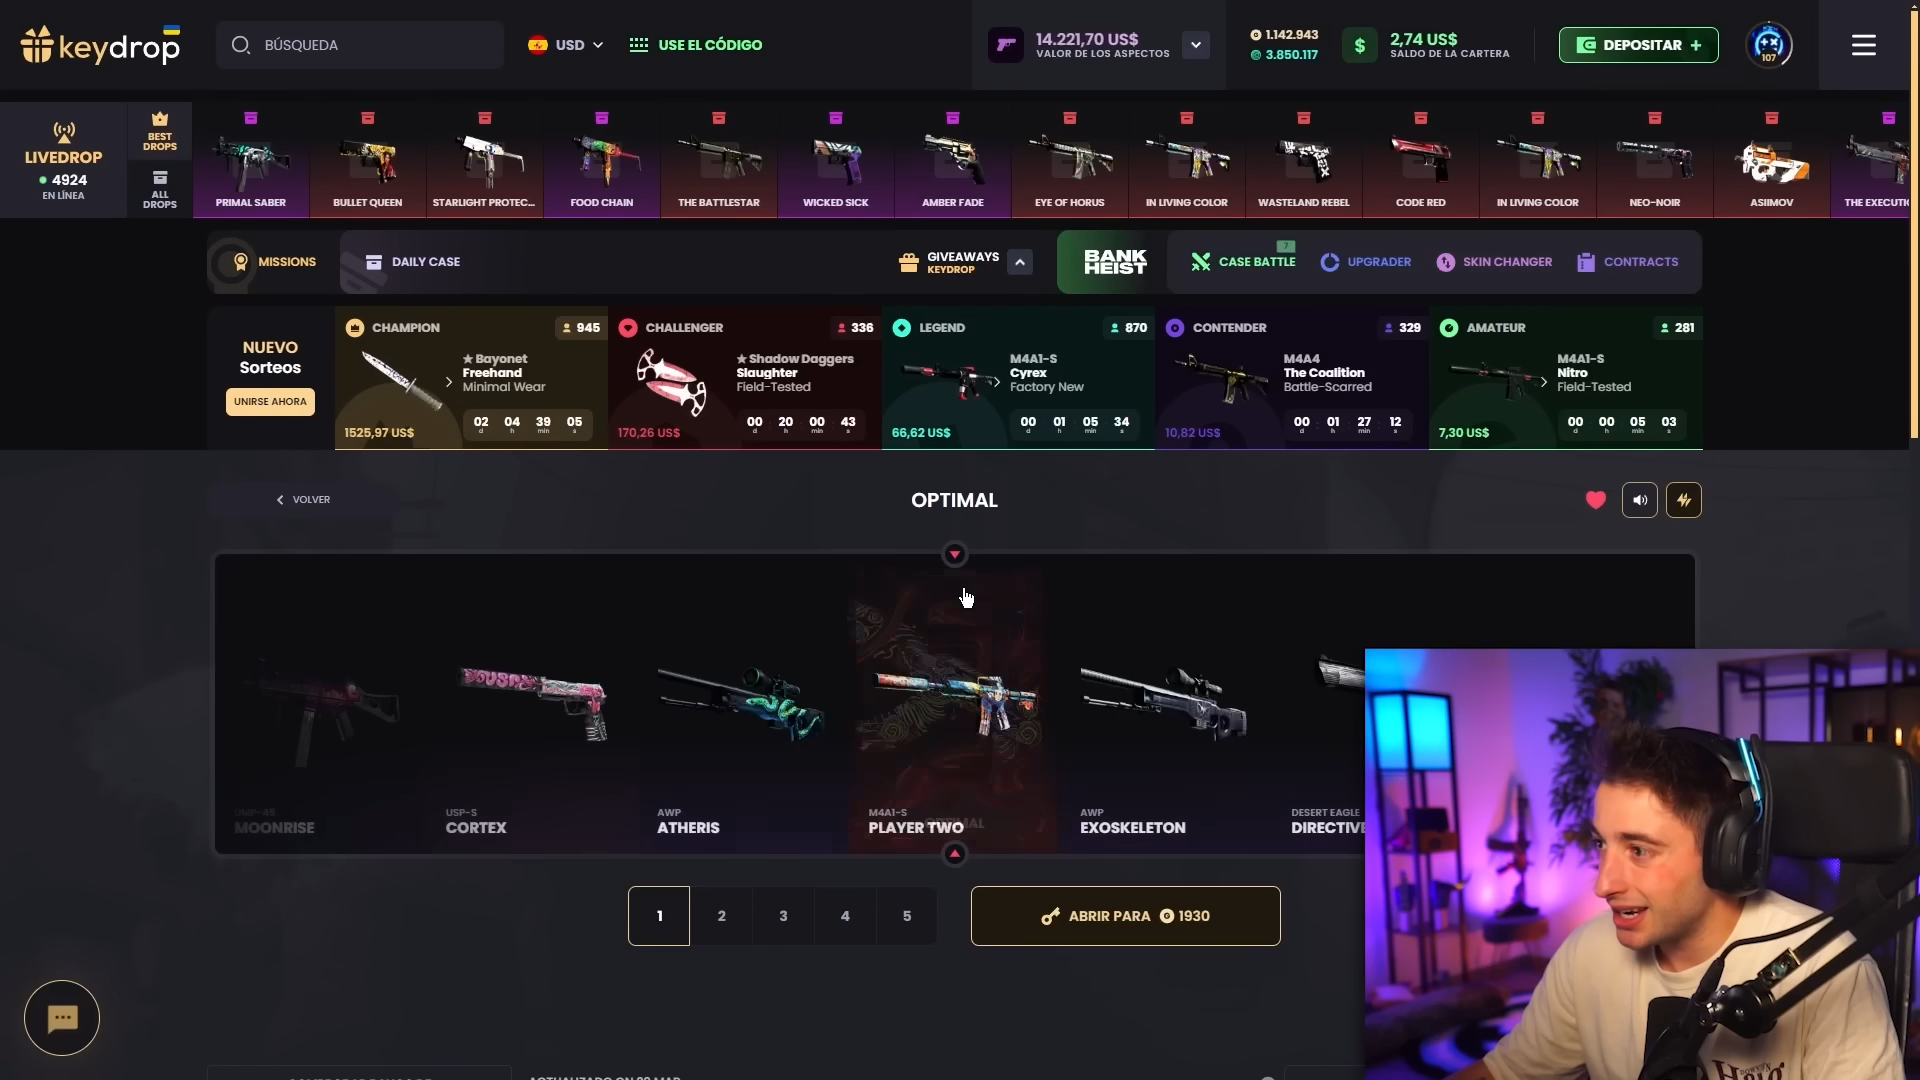 keydrop
BÚSQUEDA
USD
USE EL CÓDIGO
14.221,70 US$
VALOR DE LOS ASPECTOS
1.142.943
3.850.117
2,74 US$
SALDO DE LA CARTERA
DEPOSITAR +
107
LIVEDROP
4924
EN LÍNEA
BEST DROPS
ALL DROPS
PRIMAL SABER
BULLET QUEEN
STARLIGHT PROTEC...
FOOD CHAIN
THE BATTLESTAR
WICKED SICK
AMBER FADE
EYE OF HORUS
IN LIVING COLOR
WASTELAND REBEL
CODE RED
IN LIVING COLOR
NEO-NOIR
ASIIMOV
THE EXECUTI
MISSIONS
DAILY CASE
GIVEAWAYS
KEYDROP
BANK HEIST
7
CASE BATTLE
UPGRADER
SKIN CHANGER
CONTRACTS
NUEVO
Sorteos
UNIRSE AHORA
CHAMPION
945
★ Bayonet
Freehand
Minimal Wear
1525,97 US$
02 04 39 05
d h min s
CHALLENGER
336
★ Shadow Daggers
Slaughter
Field-Tested
170,26 US$
00 20 00 43
d h min s
LEGEND
870
M4A1-S
Cyrex
Factory New
66,62 US$
00 01 05 34
d h min s
CONTENDER
329
M4A4
The Coalition
Battle-Scarred
10,82 US$
00 01 27 12
d h min s
AMATEUR
281
M4A1-S
Nitro
Field-Tested
7,30 US$
00 00 05 03
d h min s
VOLVER
OPTIMAL
UMP-45
MOONRISE
USP-S
CORTEX
AWP
ATHERIS
M4A1-S
PLAYER TWO
AWP
EXOSKELETON
DESERT EAGLE
DIRECTIVE
1 2 3 4 5
ABRIR PARA 1930